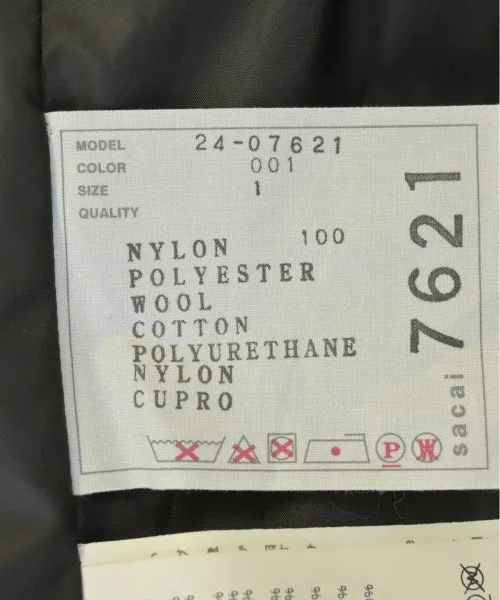 MODEL 24-07621
COLOR 001
SIZE 1
QUALITY
NYLON 100
POLYESTER
WOOL
COTTON
POLYURETHANE
NYLON
CUPRO
P
W
sacai 7621
% % % % % %